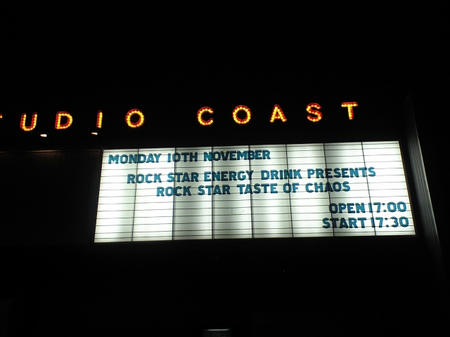 TUDIO COAST
MONDAY 10TH NOVEMBER
ROCK STAR ENERGY DRINK PRESENTS
ROCK STAR TASTE OF CHAOS
OPEN 17:00
START 17:30